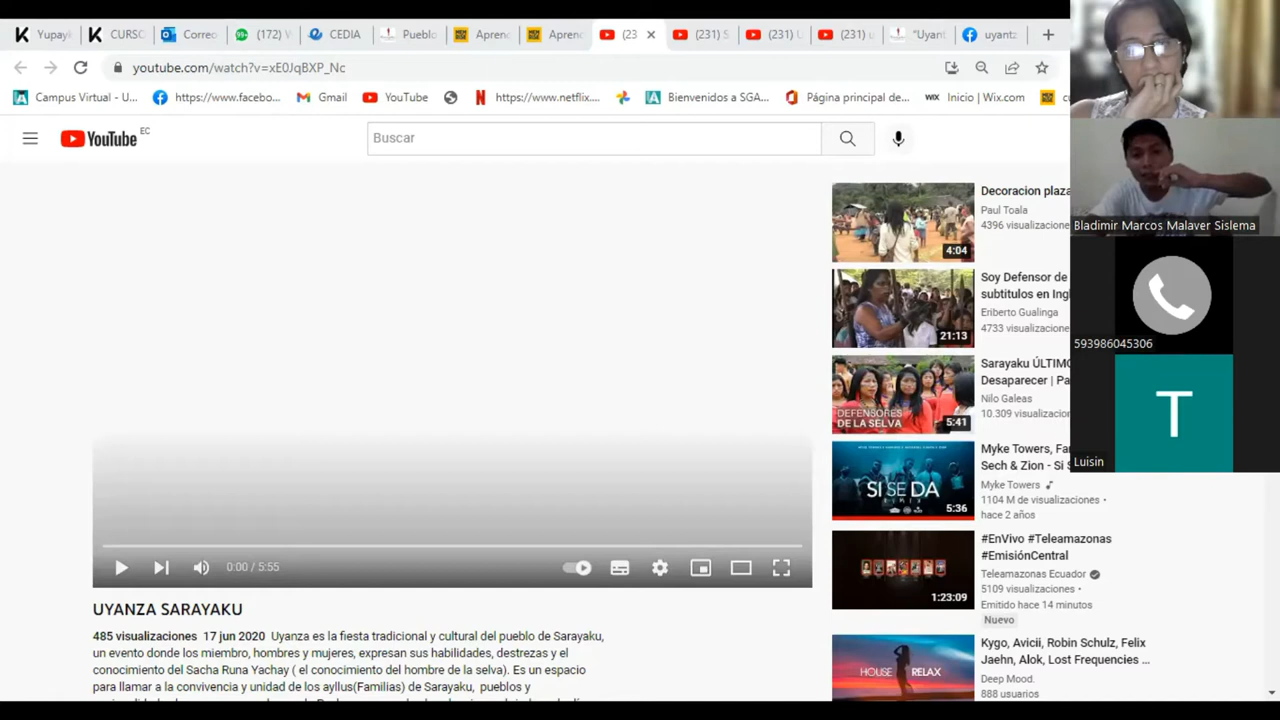 Yupay
CURSO
Correo
99+
(172) W
CEDIA
Pueblo
Apren
Apren
(23
(231) S
(231) U
(231) u
"Uyant
uyantz
youtube.com/watch?v=xE0JqBXP_Nc
Campus Virtual - U...
https://www.facebo...
Gmail
YouTube
https://www.netflix....
Bienvenidos a SGA...
Página principal de...
WIX
Inicio | Wix.com
YouTube
EC
Buscar
Decoracion plaza
Paul Toala
4396 visualizacione
4:04
Bladimir Marcos Malaver Sislema
Soy Defensor de
subtitulos en Ingl
Eriberto Gualinga
4733 visualizacione
21:13
593986045306
Sarayaku ÚLTIMO
Desaparecer | Pa
Nilo Galeas
10.309 visualizacion
DEFENSORES
DE LA SELVA
5:41
T
Luisin
Myke Towers, Fa
Sech & Zion - Si S
Myke Towers
1104 M de visualizaciones •
hace 2 años
SI SE DA
REMIX
5:36
#EnVivo #Teleamazonas
#EmisiónCentral
Teleamazonas Ecuador
5109 visualizaciones •
Emitido hace 14 minutos
Nuevo
1:23:09
0:00 / 5:55
UYANZA SARAYAKU
485 visualizaciones 17 jun 2020 Uyanza es la fiesta tradicional y cultural del pueblo de Sarayaku,
un evento donde los miembro, hombres y mujeres, expresan sus habilidades, destrezas y el
conocimiento del Sacha Runa Yachay ( el conocimiento del hombre de la selva). Es un espacio
para llamar a la convivencia y unidad de los ayllus(Familias) de Sarayaku, pueblos y
Kygo, Avicii, Robin Schulz, Felix
Jaehn, Alok, Lost Frequencies ...
Deep Mood.
888 usuarios
HOUSE RELAX